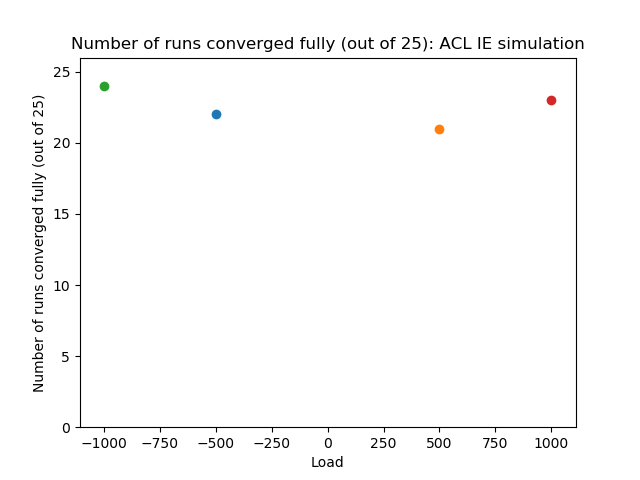 Number of runs converged fully (out of 25): ACL IE simulation
Number of runs converged fully (out of 25)
25
20
15
10
5
0
−1000 −750 −500 −250 0 250 500 750 1000
Load